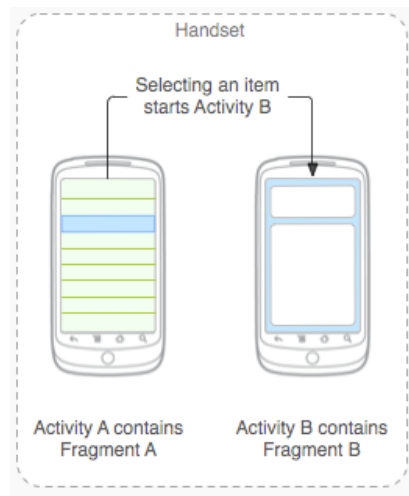 Handset
Selecting an item
starts Activity B
Activity A contains
Fragment A
Activity B contains
Fragment B